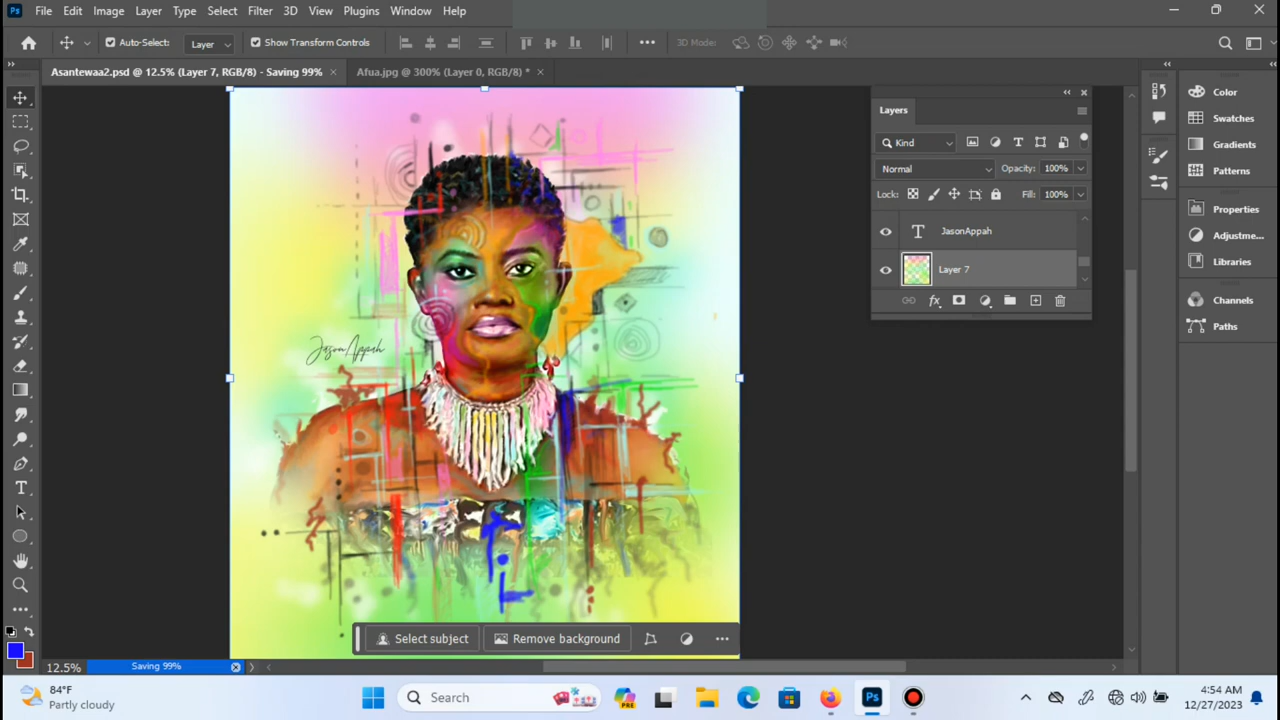 Ps File Edit Image Layer Type Select Filter 3D View Plugins Window Help
Auto-Select: Layer Show Transform Controls 3D Mode:
Asantewaa2.psd @ 12.5% (Layer 7, RGB/8) - Saving 99% × Afua.jpg @ 300% (Layer 0, RGB/8) * ×
Layers
Kind
Normal Opacity: 100%
Lock: Fill: 100%
T JasonAppah
Layer 7
fx
Color
Swatches
Gradients
Patterns
Properties
Adjustme...
Libraries
Channels
Paths
JasonAppah
Select subject Remove background
12.5% Saving 99%
84°F
Partly cloudy
Search
PRE
Ps
4:54 AM
12/27/2023